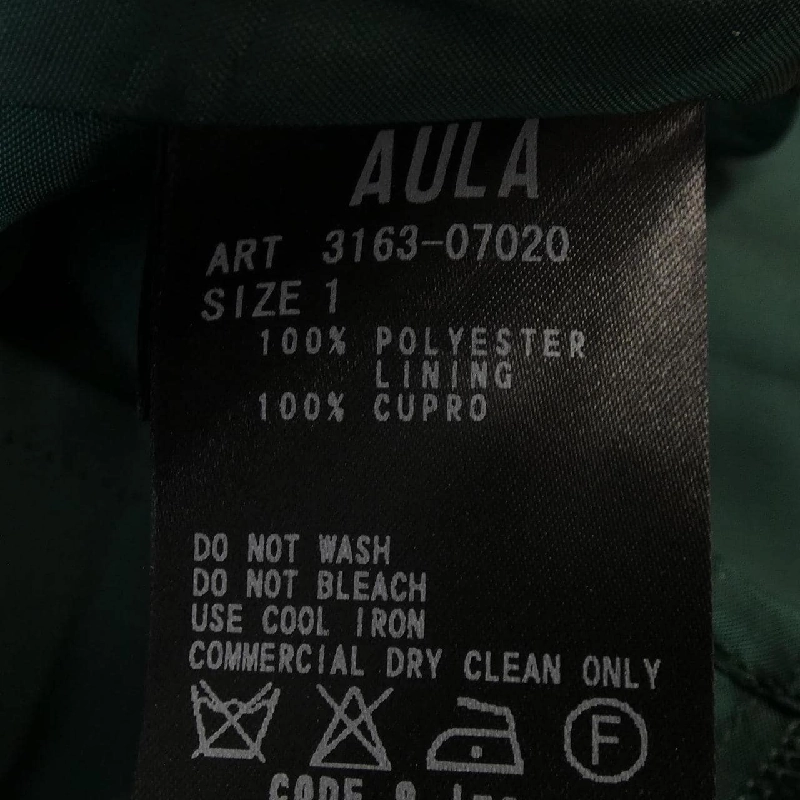 AULA
ART 3163-07020
SIZE 1
100% POLYESTER
LINING
100% CUPRO
DO NOT WASH
DO NOT BLEACH
USE COOL IRON
COMMERCIAL DRY CLEAN ONLY
F
CODE